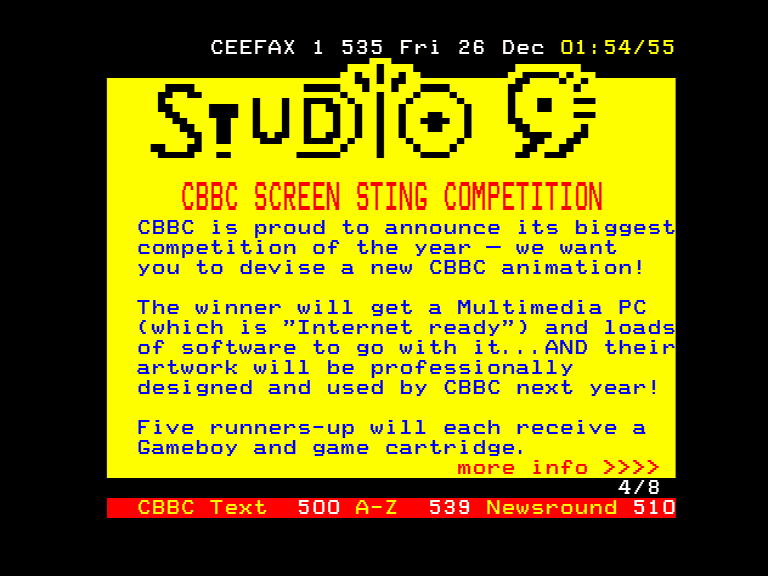 CEEFAX 1 535 Fri 26 Dec 01:54/55
STUDIO 9
CBBC SCREEN STING COMPETITION
CBBC is proud to announce its biggest
competition of the year — we want
you to devise a new CBBC animation!
The winner will get a Multimedia PC
(which is "Internet ready") and loads
of software to go with it...AND their
artwork will be professionally
designed and used by CBBC next year!
Five runners-up will each receive a
Gameboy and game cartridge.
more info >>>>
4/8
CBBC Text 500 A-Z 539 Newsround 510